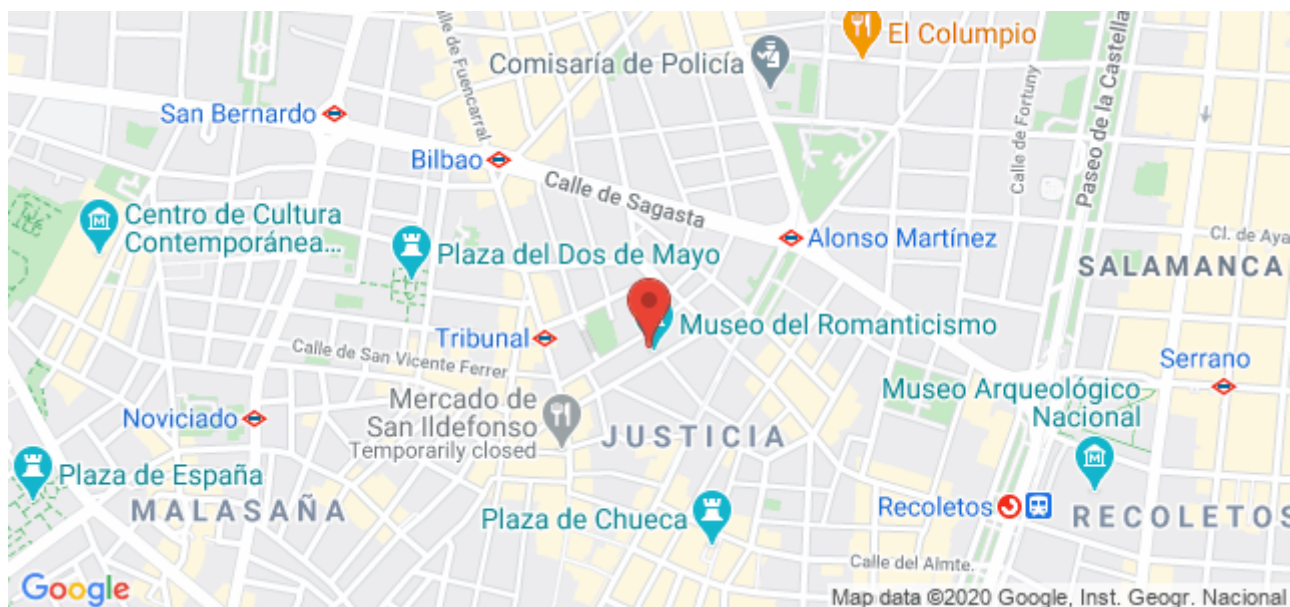 El Columpio
Comisaría de Policía
Calle de Fortuny
Paseo de la Castella
alle de Fuencarral
San Bernardo
Bilbao
Calle de Sagasta
Centro de Cultura
Contemporánea...
Plaza del Dos de Mayo
Alonso Martínez
Cl. de Aya
SALAMANCA
Tribunal
Museo del Romanticismo
Calle de San Vicente Ferrer
Serrano
Museo Arqueológico
Nacional
Noviciado
Mercado de
San Ildefonso
Temporarily closed
JUSTICIA
Plaza de España
MALASAÑA
Plaza de Chueca
Recoletos
RECOLETOS
Calle del Almte.
Google
Map data ©2020 Google, Inst. Geogr. Nacional